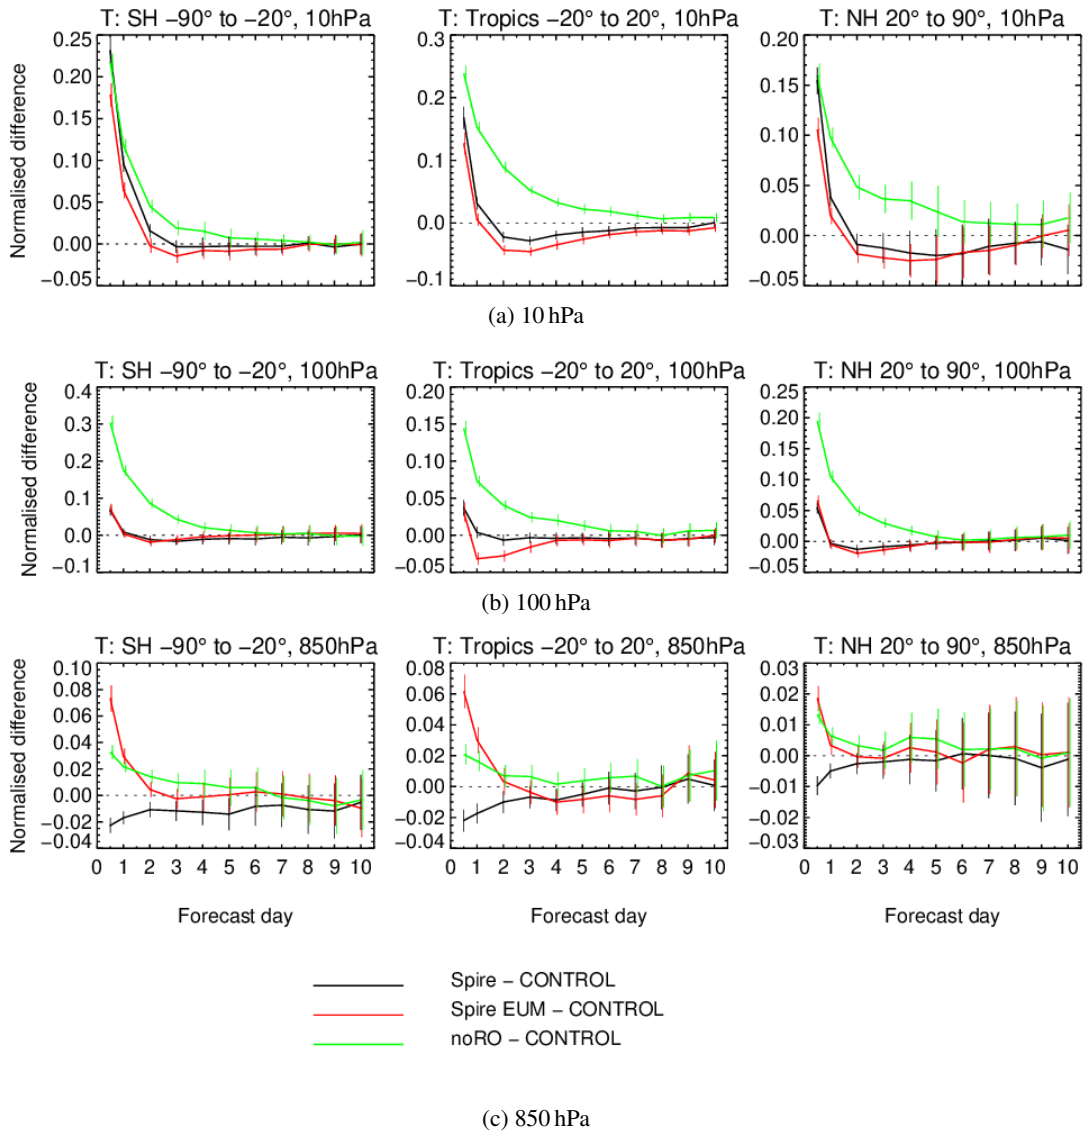 T: SH −90° to −20°, 10hPa
T: Tropics −20° to 20°, 10hPa
T: NH 20° to 90°, 10hPa
Normalised difference
0.25
0.20
0.15
0.10
0.05
0.00
−0.05
0.3
0.2
0.1
0.0
−0.1
0.20
0.15
0.10
0.05
0.00
−0.05
(a) 10 hPa
T: SH −90° to −20°, 100hPa
T: Tropics −20° to 20°, 100hPa
T: NH 20° to 90°, 100hPa
Normalised difference
0.4
0.3
0.2
0.1
0.0
−0.1
0.20
0.15
0.10
0.05
0.00
−0.05
0.25
0.20
0.15
0.10
0.05
0.00
−0.05
(b) 100 hPa
T: SH −90° to −20°, 850hPa
T: Tropics −20° to 20°, 850hPa
T: NH 20° to 90°, 850hPa
Normalised difference
0.10
0.08
0.06
0.04
0.02
0.00
−0.02
−0.04
0.08
0.06
0.04
0.02
0.00
−0.02
−0.04
0.03
0.02
0.01
0.00
−0.01
−0.02
−0.03
0 1 2 3 4 5 6 7 8 9 10
0 1 2 3 4 5 6 7 8 9 10
0 1 2 3 4 5 6 7 8 9 10
Forecast day
Forecast day
Forecast day
Spire − CONTROL
Spire EUM − CONTROL
noRO − CONTROL
(c) 850 hPa